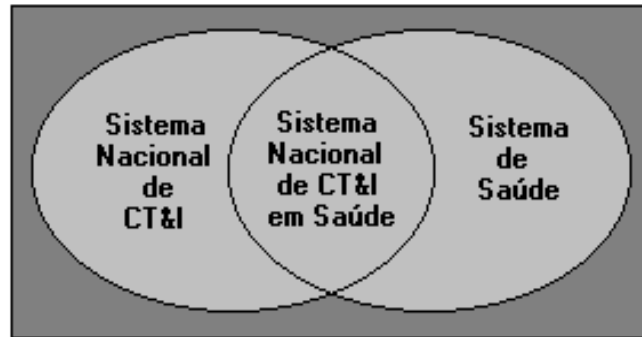 Sistema
Nacional
de
CT&I
Sistema
Nacional
de CT&I
em Saúde
Sistema
de
Saúde